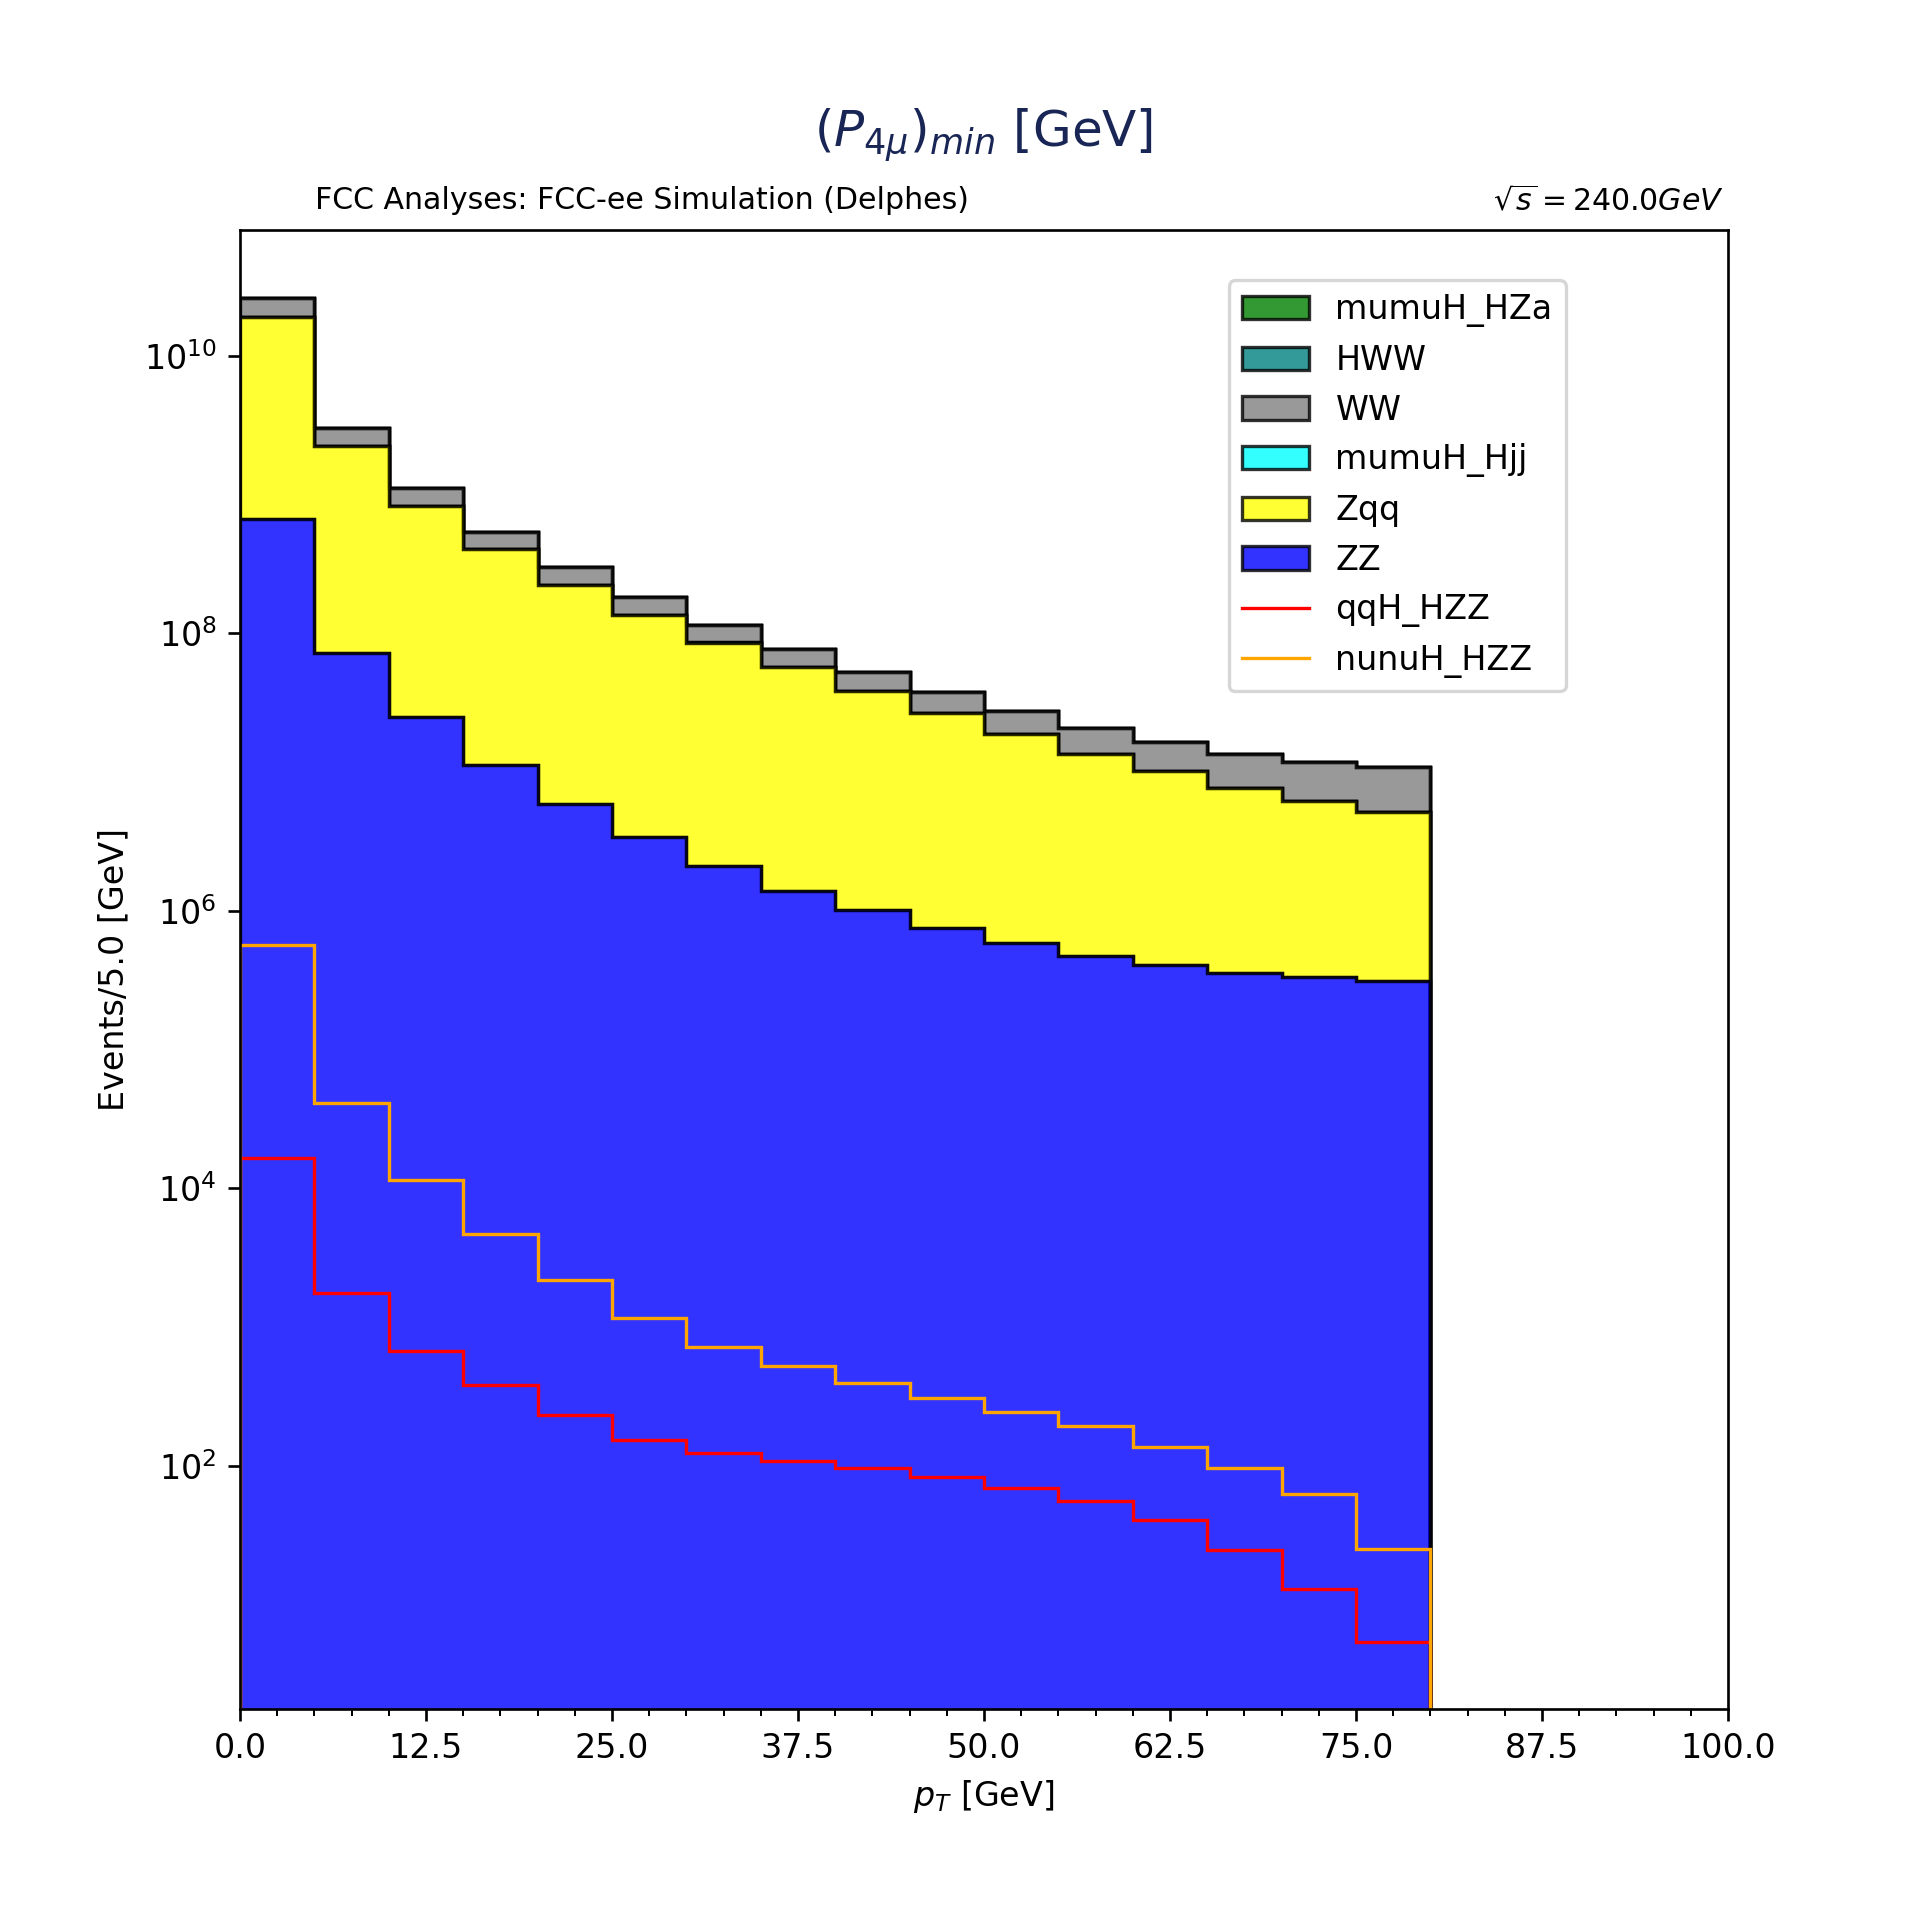 (P4μ)min [GeV]
FCC Analyses: FCC-ee Simulation (Delphes)
√s = 240.0GeV
mumuH_HZa
HWW
WW
mumuH_Hjj
Zqq
ZZ
qqH_HZZ
nunuH_HZZ
Events/5.0 [GeV]
10^10
10^8
10^6
10^4
10^2
0.0 12.5 25.0 37.5 50.0 62.5 75.0 87.5 100.0
pT [GeV]